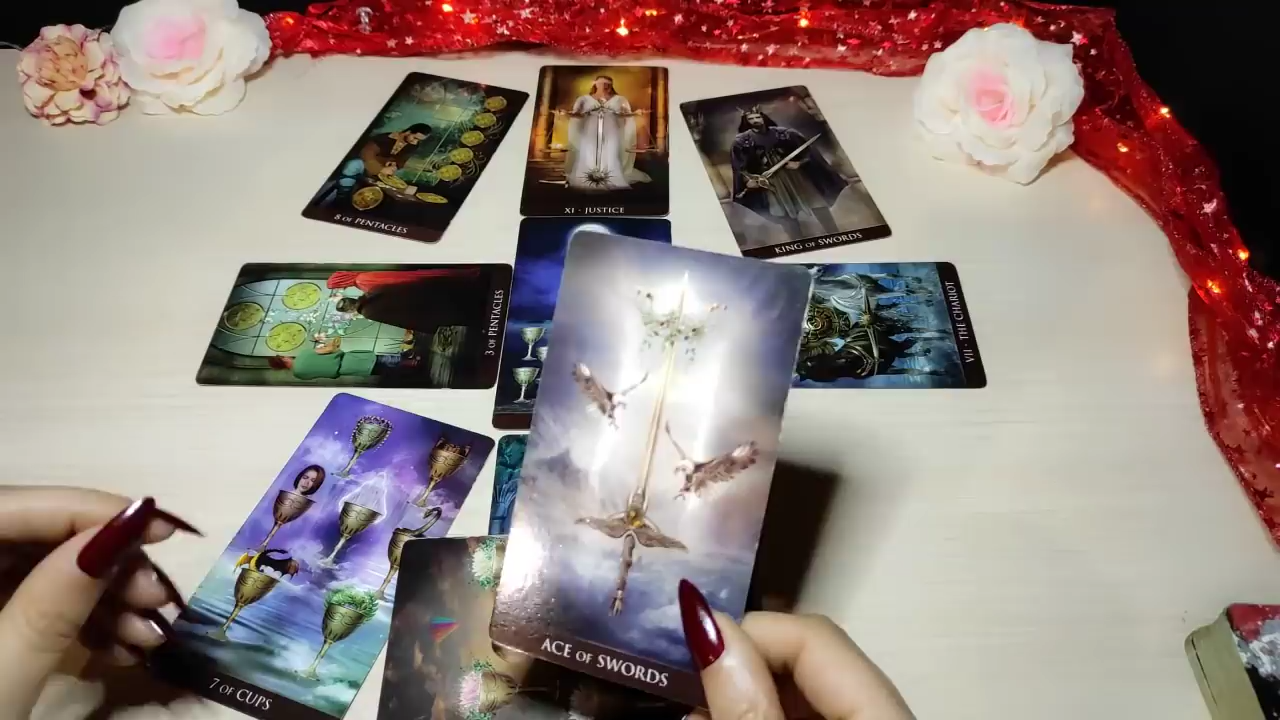 8 OF PENTACLES
XI · JUSTICE
KING OF SWORDS
3 OF PENTACLES
VII · THE CHARIOT
ACE OF SWORDS
7 OF CUPS